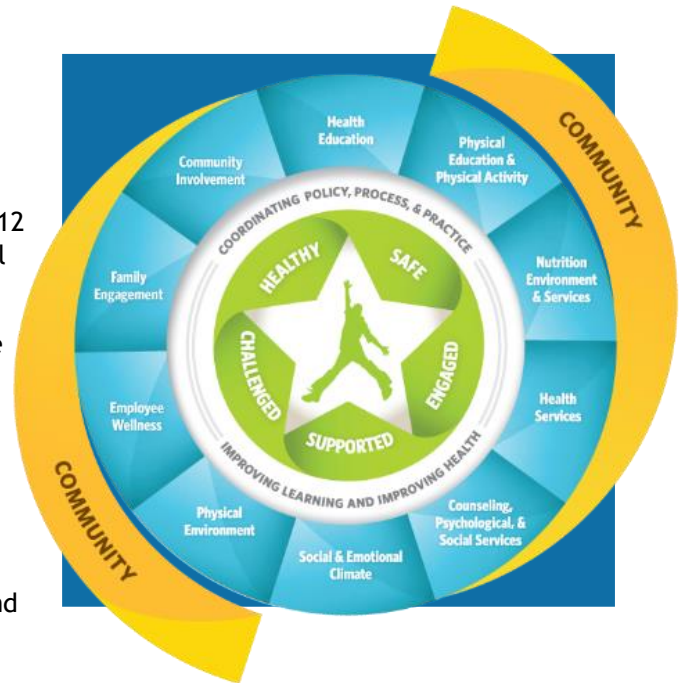 12
COMMUNITY
Health
Education
Physical
Education &
Physical Activity
Nutrition
Environment
& Services
Health
Services
Counseling,
Psychological, &
Social Services
Social & Emotional
Climate
Physical
Environment
Employee
Wellness
Family
Engagement
Community
Involvement
COORDINATING POLICY, PROCESS, & PRACTICE
IMPROVING LEARNING AND IMPROVING HEALTH
HEALTHY
SAFE
ENGAGED
SUPPORTED
CHALLENGED
COMMUNITY